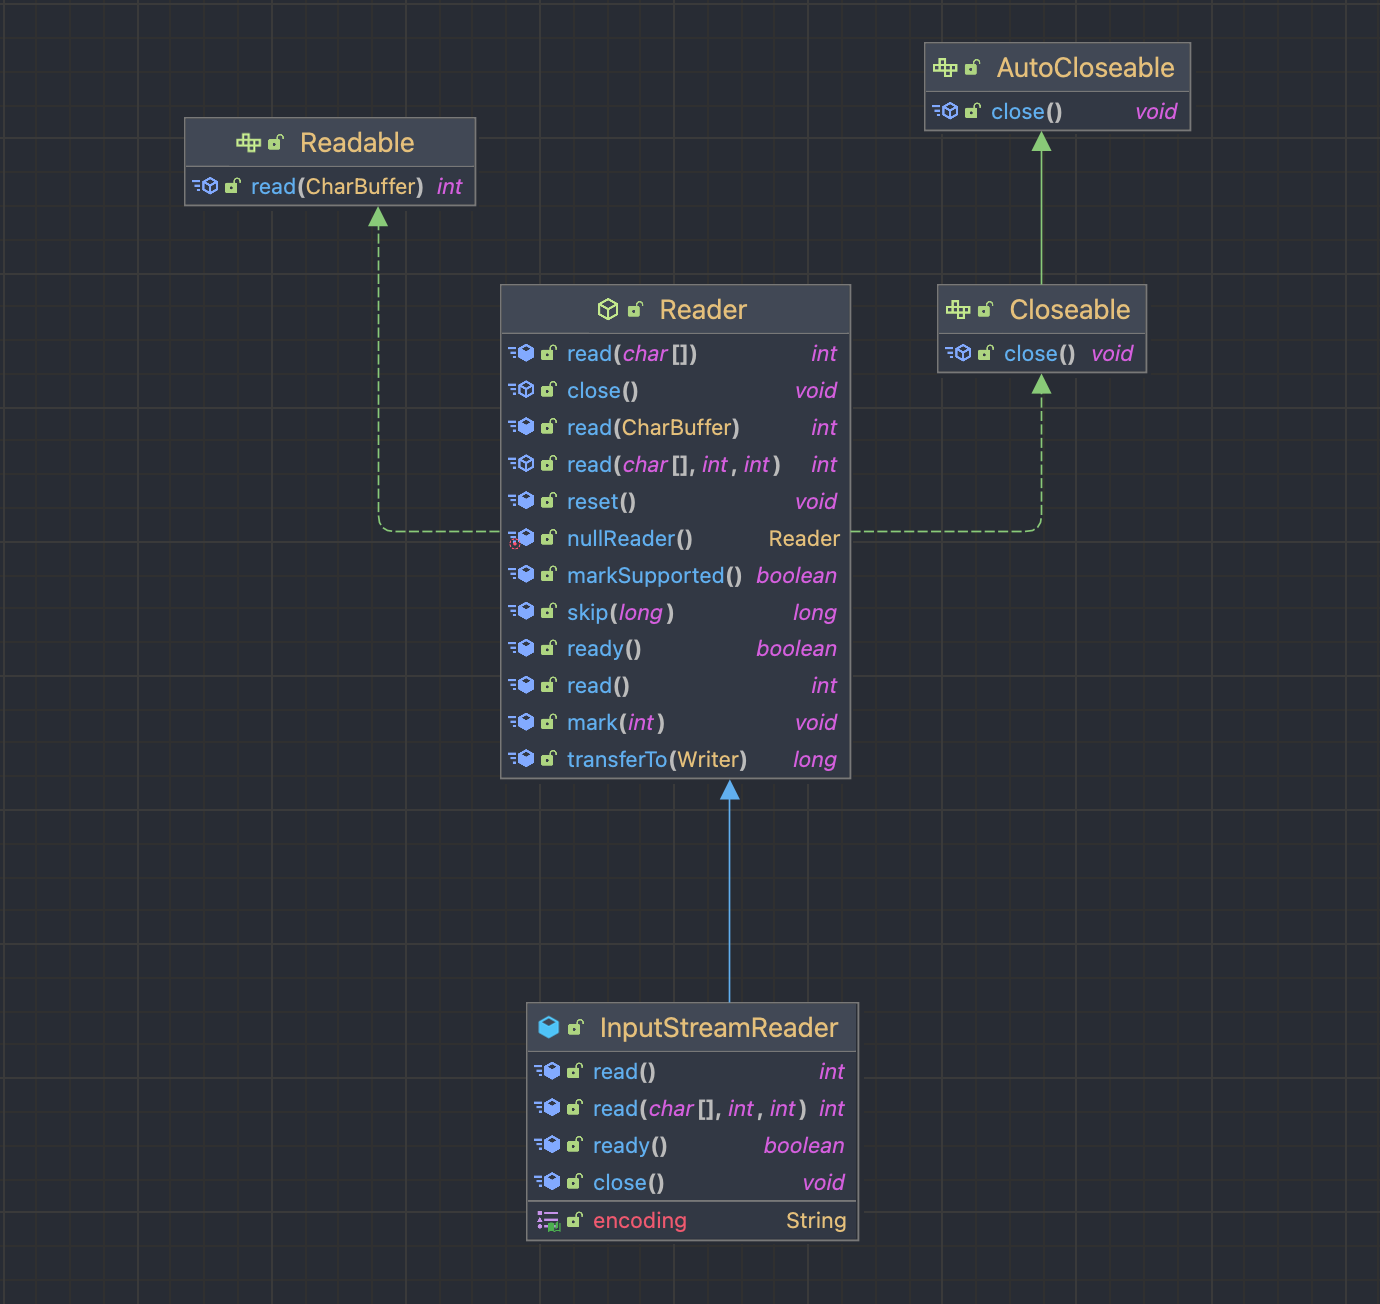 AutoCloseable
close() void
Readable
read(CharBuffer) int
Reader
read(char[]) int
close() void
read(CharBuffer) int
read(char[], int, int) int
reset() void
nullReader() Reader
markSupported() boolean
skip(long) long
ready() boolean
read() int
mark(int) void
transferTo(Writer) long
Closeable
close() void
InputStreamReader
read() int
read(char[], int, int) int
ready() boolean
close() void
encoding String